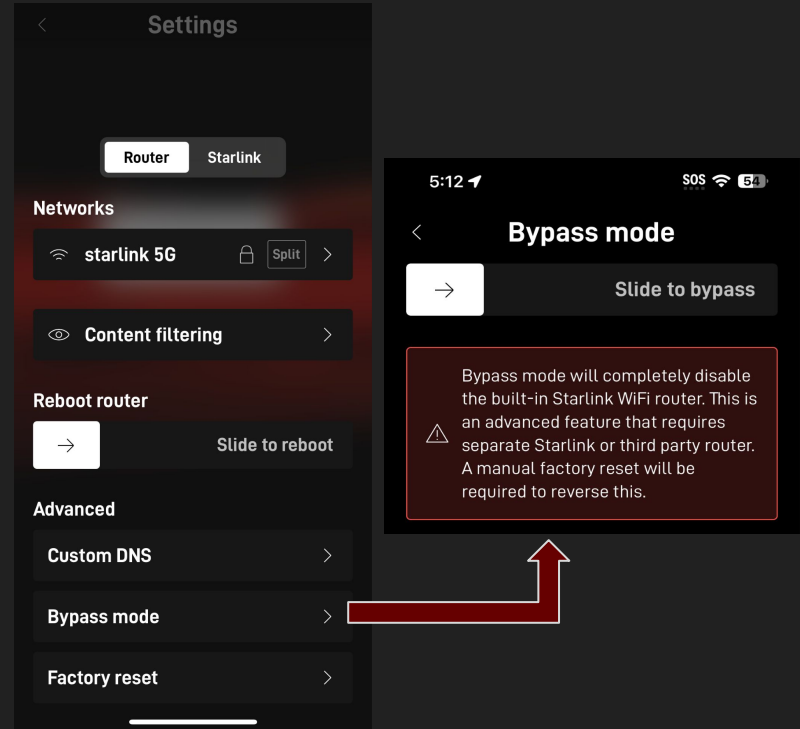 Settings
Router
Starlink
Networks
starlink 5G
Split
Content filtering
Reboot router
Slide to reboot
Advanced
Custom DNS
Bypass mode
Factory reset
5:12
SOS
54
Bypass mode
Slide to bypass
Bypass mode will completely disable
the built-in Starlink WiFi router. This is
an advanced feature that requires
separate Starlink or third party router.
A manual factory reset will be
required to reverse this.